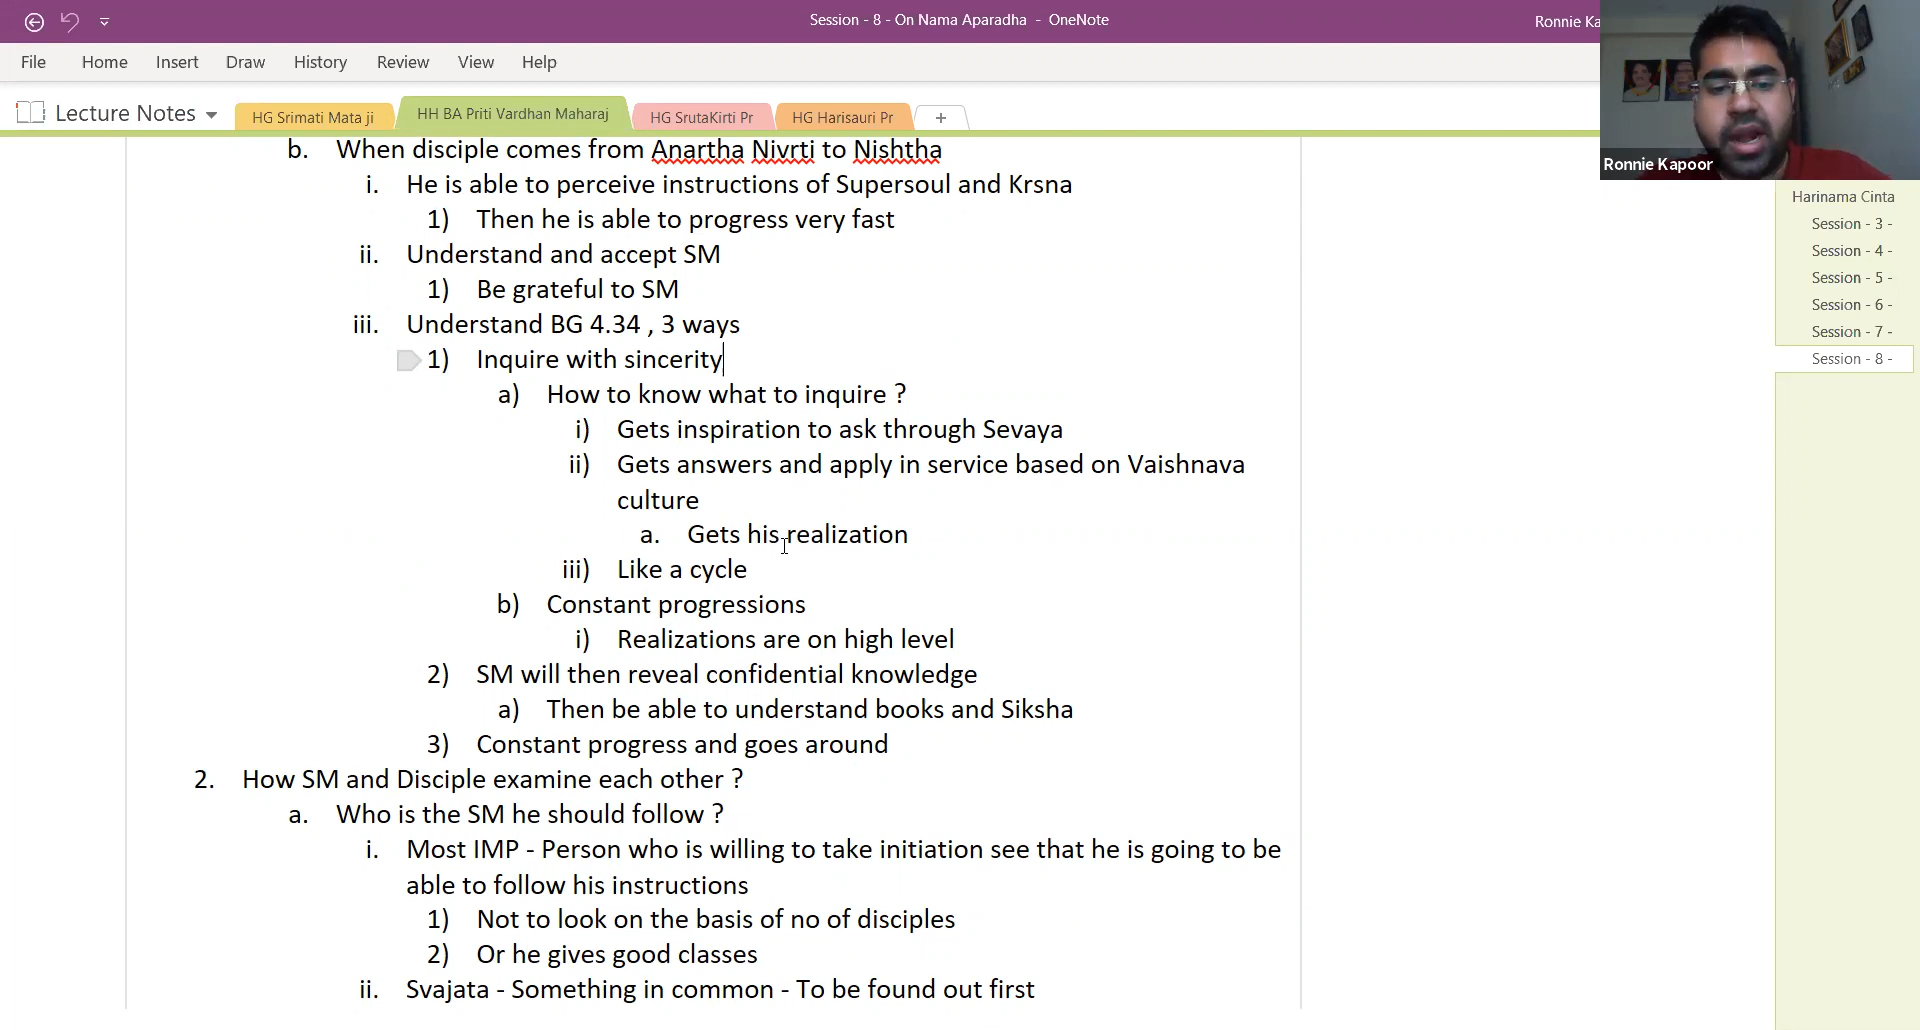 Session - 8 - On Nama Aparadha - OneNote
Ronnie Ka
File Home Insert Draw History Review View Help
Lecture Notes
HG Srimati Mata ji
HH BA Priti Vardhan Maharaj
HG SrutaKirti Pr
HG Harisauri Pr
+
Ronnie Kapoor
Harinama Cinta
Session - 3 -
Session - 4 -
Session - 5 -
Session - 6 -
Session - 7 -
Session - 8 -
b. When disciple comes from Anartha Nivrti to Nishtha
i. He is able to perceive instructions of Supersoul and Krsna
1) Then he is able to progress very fast
ii. Understand and accept SM
1) Be grateful to SM
iii. Understand BG 4.34 , 3 ways
1) Inquire with sincerity
a) How to know what to inquire ?
i) Gets inspiration to ask through Sevaya
ii) Gets answers and apply in service based on Vaishnava
culture
a. Gets his realization
iii) Like a cycle
b) Constant progressions
i) Realizations are on high level
2) SM will then reveal confidential knowledge
a) Then be able to understand books and Siksha
3) Constant progress and goes around
2. How SM and Disciple examine each other ?
a. Who is the SM he should follow ?
i. Most IMP - Person who is willing to take initiation see that he is going to be
able to follow his instructions
1) Not to look on the basis of no of disciples
2) Or he gives good classes
ii. Svajata - Something in common - To be found out first